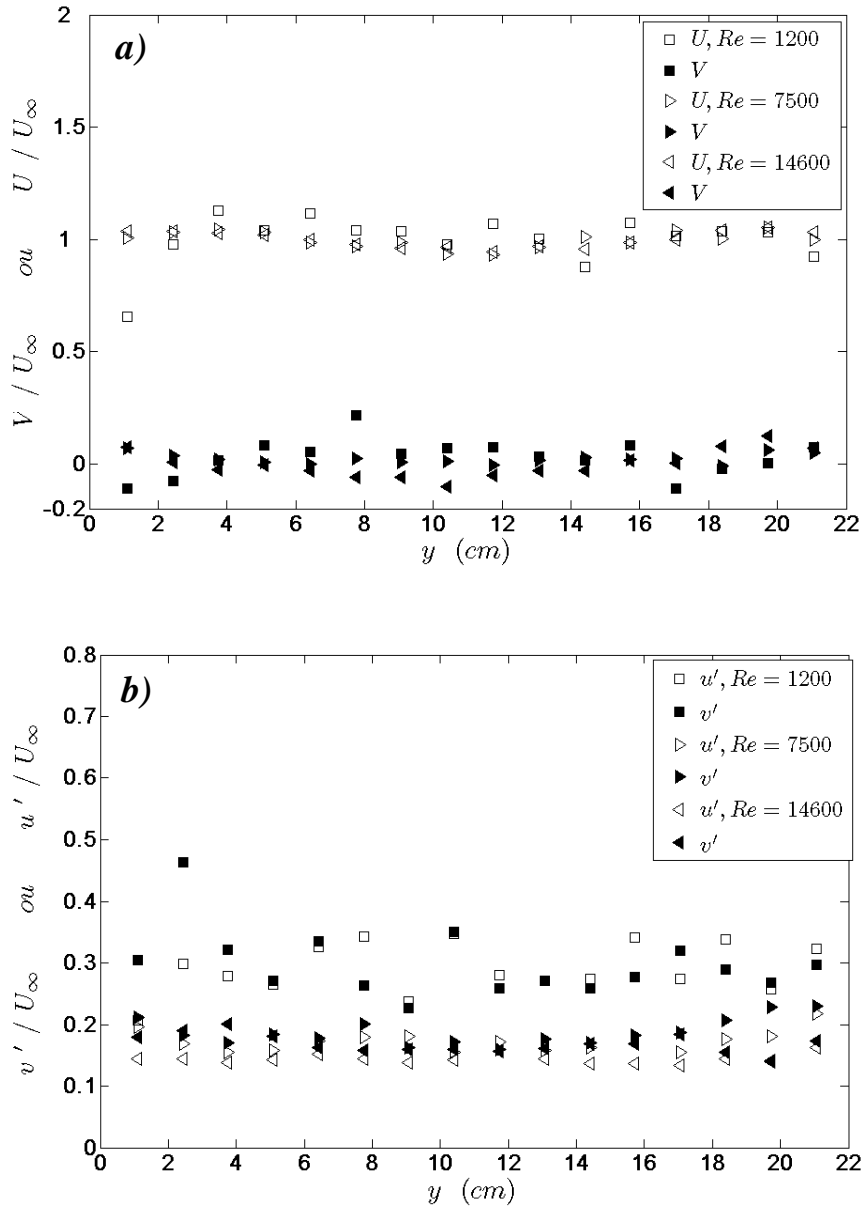 a)
2
1.5
1
0.5
0
-0.2
0 2 4 6 8 10 12 14 16 18 20 22
y (cm)
V / U∞ ou U / U∞
U, Re = 1200
V
U, Re = 7500
V
U, Re = 14600
V
b)
0.8
0.7
0.6
0.5
0.4
0.3
0.2
0.1
0
0 2 4 6 8 10 12 14 16 18 20 22
y (cm)
v ' / U∞ ou u ' / U∞
u', Re = 1200
v'
u', Re = 7500
v'
u', Re = 14600
v'